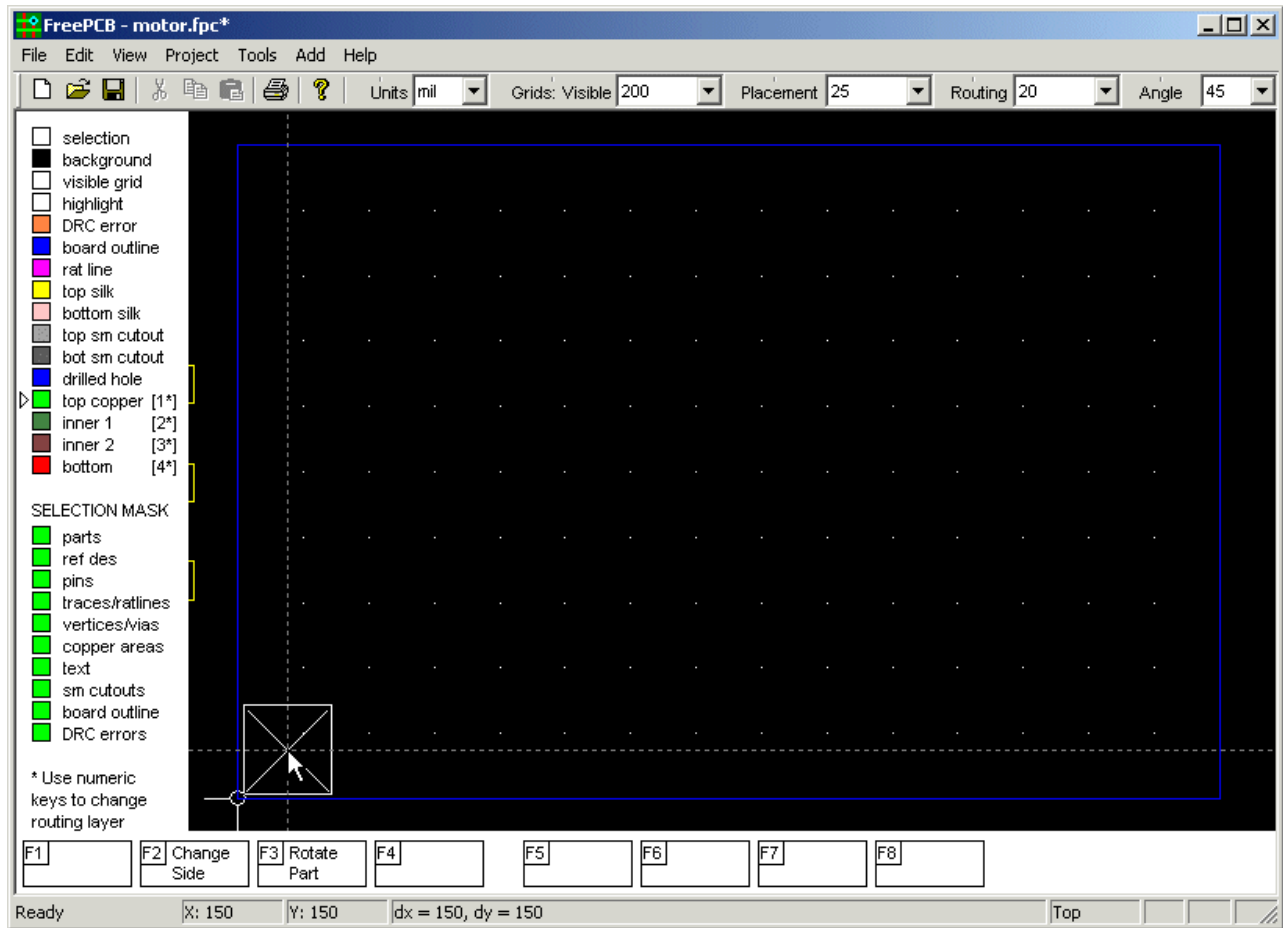 FreePCB - motor.fpc*
File Edit View Project Tools Add Help
Units mil Grids: Visible 200 Placement 25 Routing 20 Angle 45
selection
background
visible grid
highlight
DRC error
board outline
rat line
top silk
bottom silk
top sm cutout
bot sm cutout
drilled hole
top copper [1*]
inner 1 [2*]
inner 2 [3*]
bottom [4*]
SELECTION MASK
parts
ref des
pins
traces/ratlines
vertices/vias
copper areas
text
sm cutouts
board outline
DRC errors
* Use numeric
keys to change
routing layer
F1 F2 Change Side F3 Rotate Part F4 F5 F6 F7 F8
Ready X: 150 Y: 150 dx = 150, dy = 150 Top